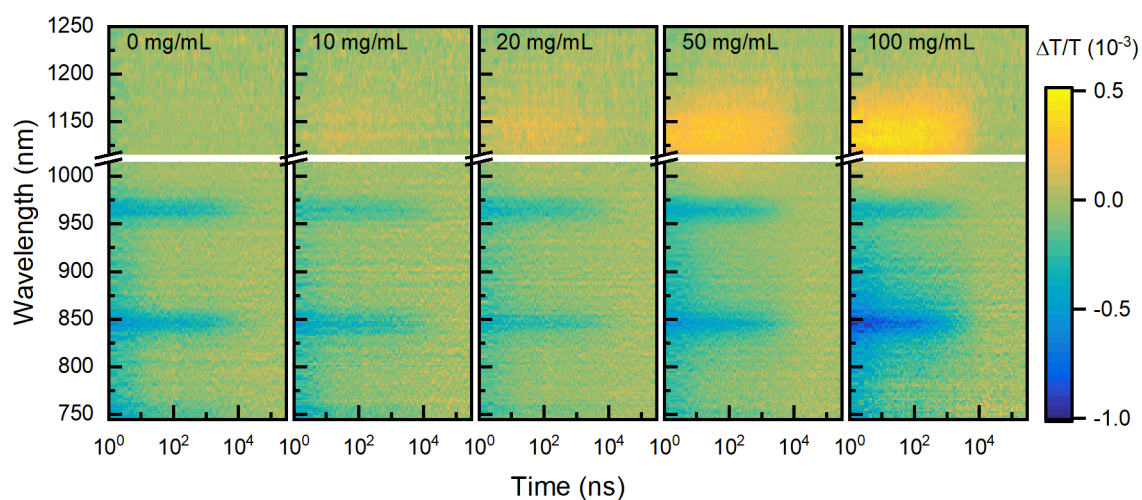 0 mg/mL 10 mg/mL 20 mg/mL 50 mg/mL 100 mg/mL
ΔT/T (10⁻³)
1250
1200
1150
1000
950
900
850
800
750
Wavelength (nm)
0.5
0.0
-0.5
-1.0
10⁰ 10² 10⁴ 10⁰ 10² 10⁴ 10⁰ 10² 10⁴ 10⁰ 10² 10⁴ 10⁰ 10² 10⁴
Time (ns)